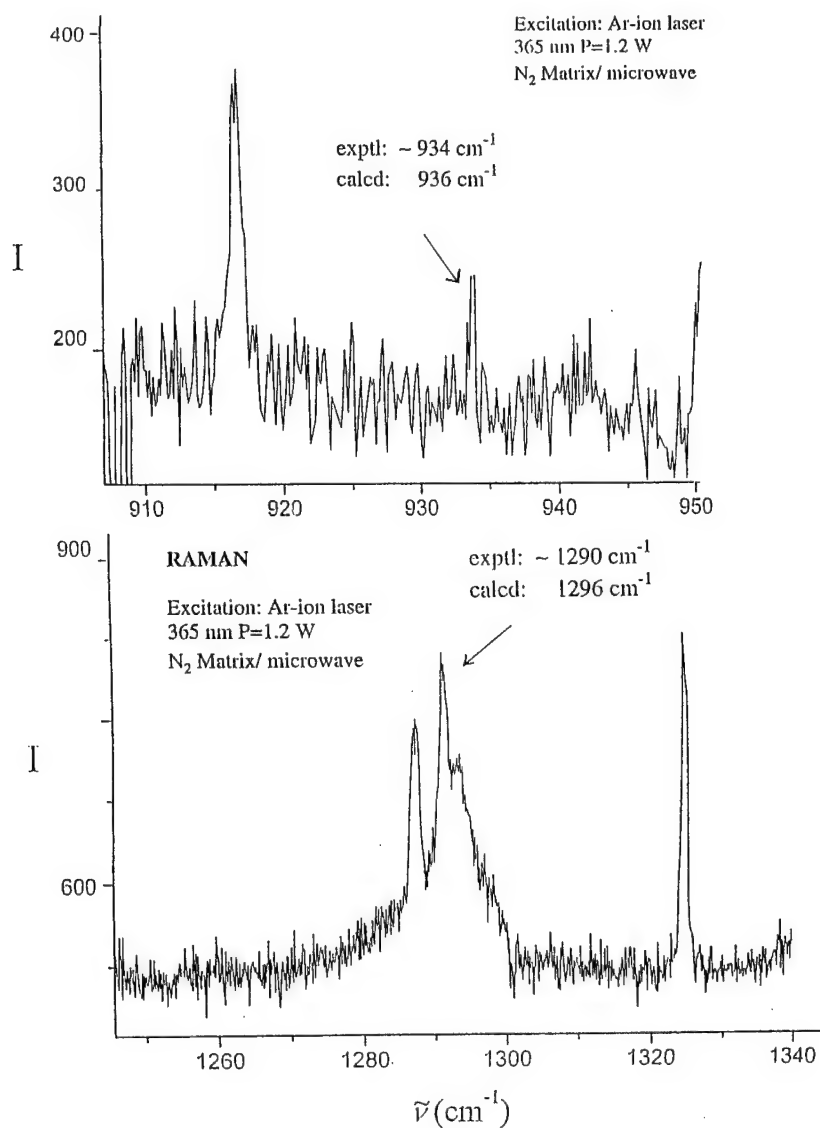 400
300
200
I
Excitation: Ar-ion laser
365 nm P=1.2 W
N₂ Matrix/ microwave
exptl: ~ 934 cm⁻¹
calcd: 936 cm⁻¹
910 920 930 940 950
900
600
I
RAMAN
Excitation: Ar-ion laser
365 nm P=1.2 W
N₂ Matrix/ microwave
exptl: ~ 1290 cm⁻¹
calcd: 1296 cm⁻¹
1260 1280 1300 1320 1340
ν̃ (cm⁻¹)